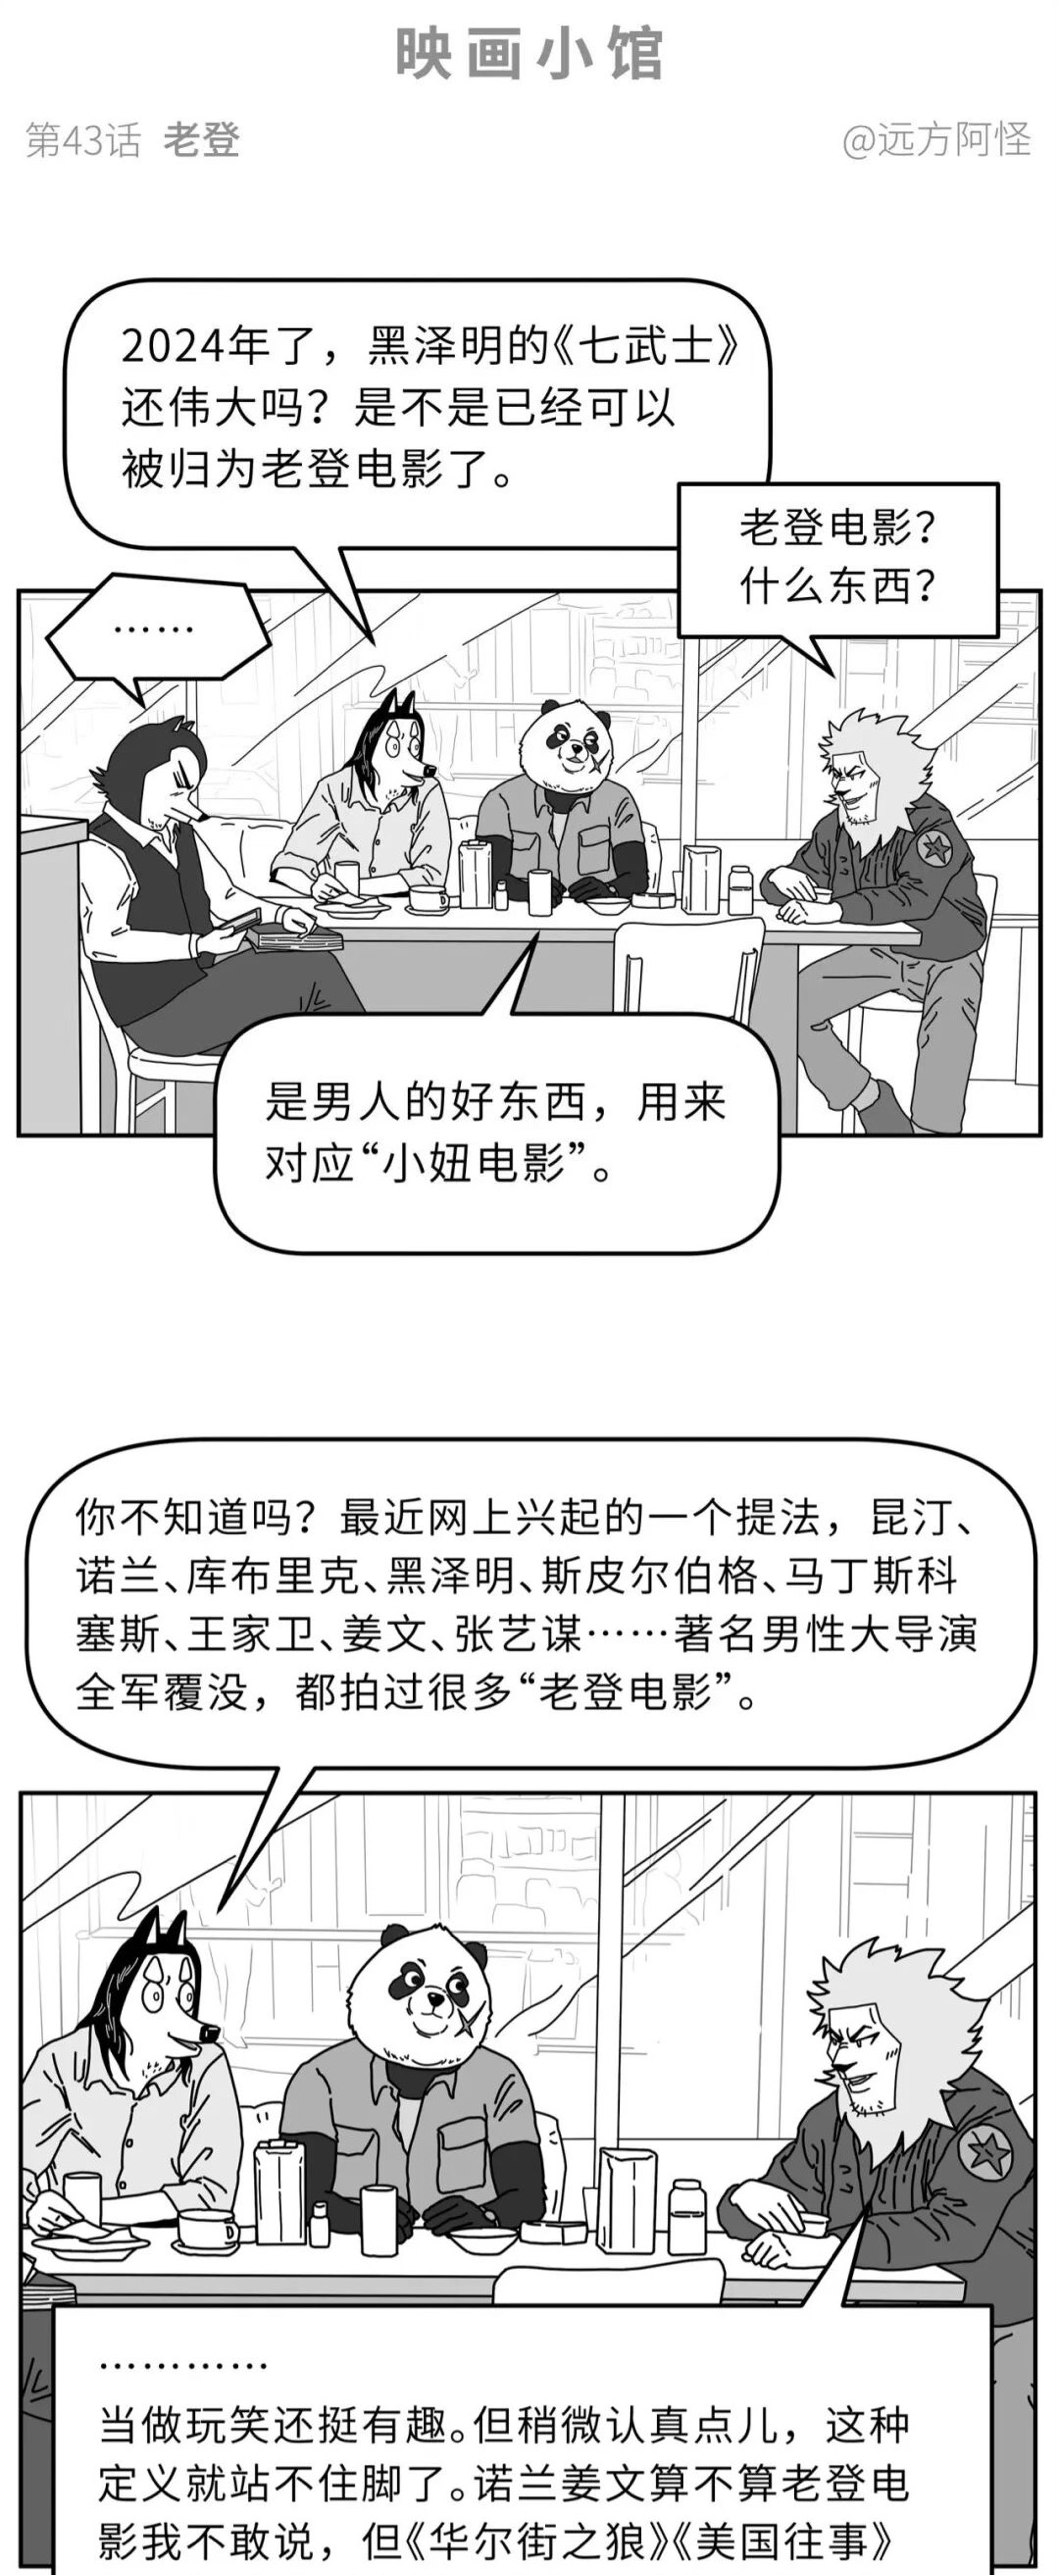 映画小馆
第43话 老登
@远方阿怪
2024年了，黑泽明的《七武士》
还伟大吗？是不是已经可以
被归为老登电影了。
老登电影？
什么东西？
……
是男人的好东西，用来
对应“小妞电影”。
你不知道吗？最近网上兴起的一个提法，昆汀、
诺兰、库布里克、黑泽明、斯皮尔伯格、马丁斯科
塞斯、王家卫、姜文、张艺谋……著名男性大导演
全军覆没，都拍过很多“老登电影”。
…………
当做玩笑还挺有趣。但稍微认真点儿，这种
定义就站不住脚了。诺兰姜文算不算老登电
影我不敢说，但《华尔街之狼》《美国往事》